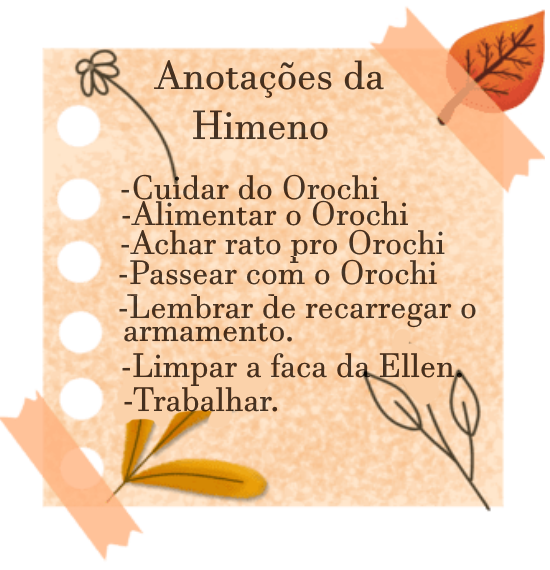 Anotações da
Himeno
-Cuidar do Orochi
-Alimentar o Orochi
-Achar rato pro Orochi
-Passear com o Orochi
-Lembrar de recarregar o
armamento.
-Limpar a faca da Ellen.
-Trabalhar.